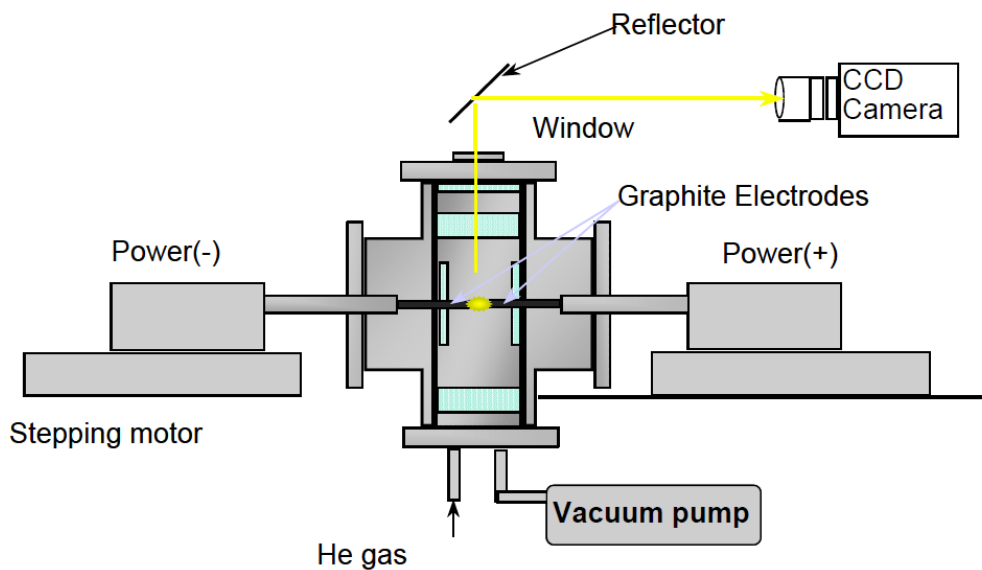 Reflector
CCD
Camera
Window
Graphite Electrodes
Power(-)
Power(+)
Stepping motor
Vacuum pump
He gas